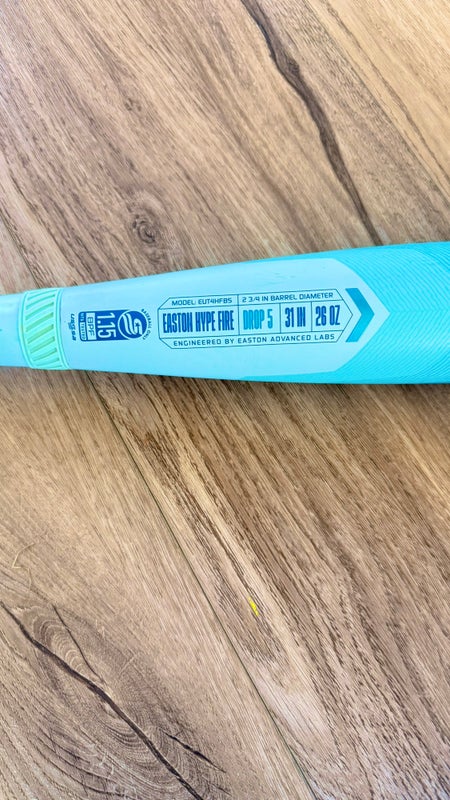 MODEL: EUT4HFB5 2 3/4 IN BARREL DIAMETER
EASTON HYPE FIRE DROP 5 31 IN 26 OZ
ENGINEERED BY EASTON ADVANCED LABS
1.15
BPF
USSSA